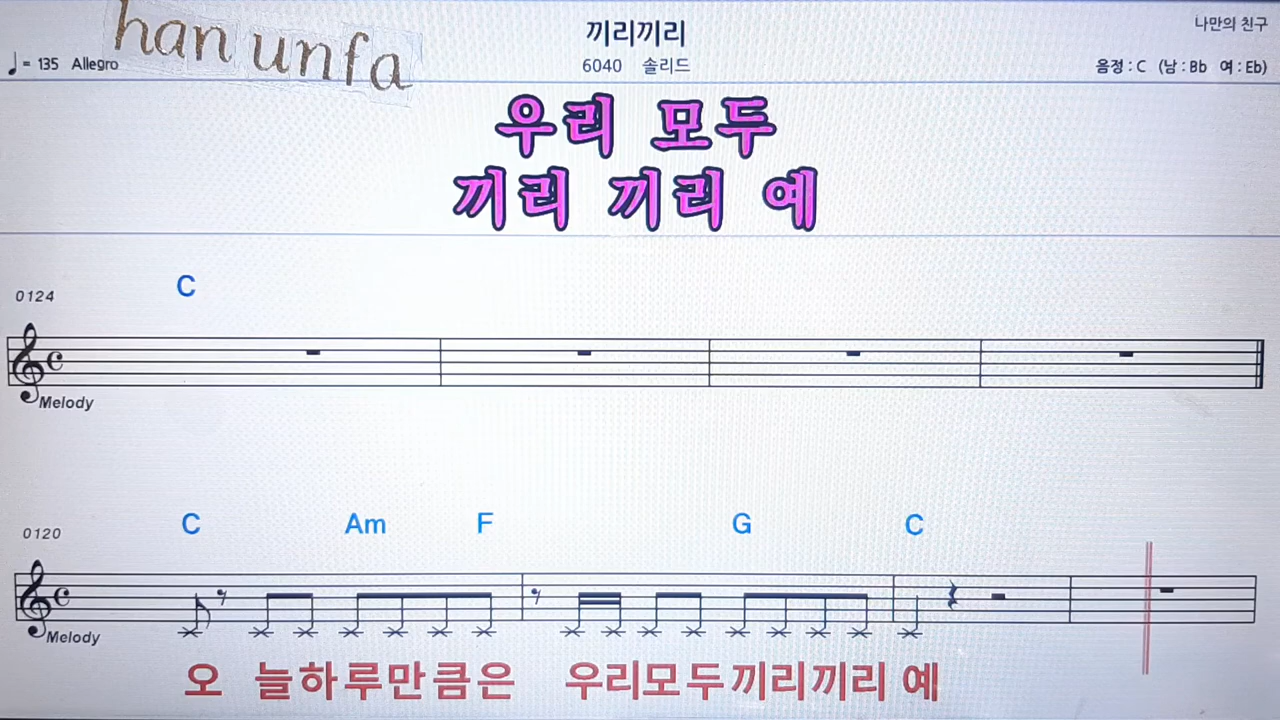 han unfa
끼리끼리
나만의 친구
♩= 135 Allegro
6040 솔리드
음정 : C (남 : Bb 여 : Eb)
우리 모두
끼리 끼리 예
C
0124
Melody
C Am F G C
0120
Melody
오 늘하루만큼은 우리모두끼리끼리 예